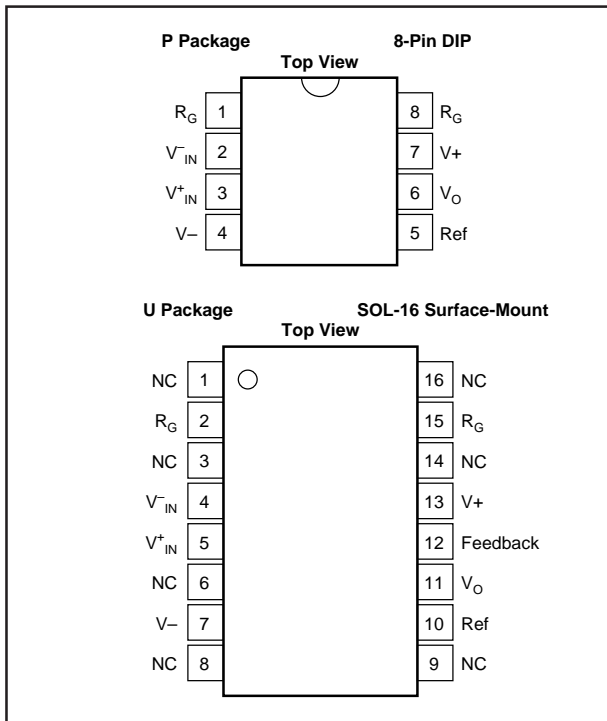 P Package 8-Pin DIP
Top View
R_G 1 8 R_G
V⁻_IN 2 7 V+
V⁺_IN 3 6 V_O
V– 4 5 Ref
U Package SOL-16 Surface-Mount
Top View
NC 1 16 NC
R_G 2 15 R_G
NC 3 14 NC
V⁻_IN 4 13 V+
V⁺_IN 5 12 Feedback
NC 6 11 V_O
V– 7 10 Ref
NC 8 9 NC